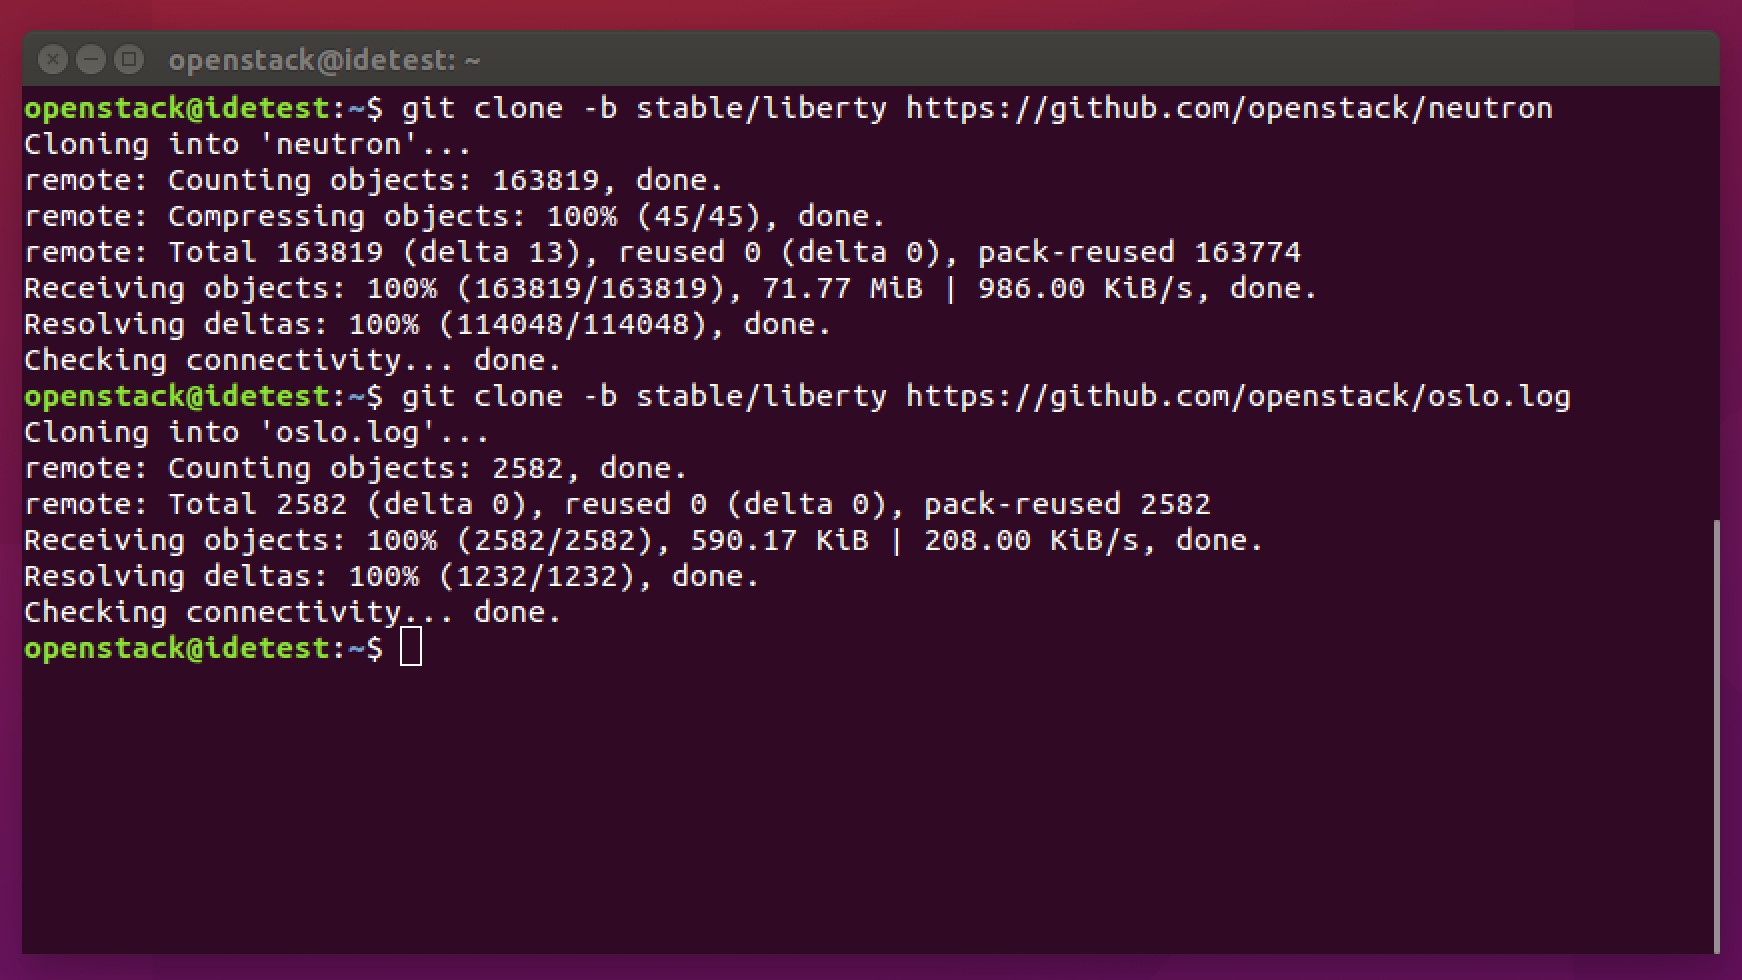 openstack@idetest: ~
openstack@idetest:~$ git clone -b stable/liberty https://github.com/openstack/neutron
Cloning into 'neutron'...
remote: Counting objects: 163819, done.
remote: Compressing objects: 100% (45/45), done.
remote: Total 163819 (delta 13), reused 0 (delta 0), pack-reused 163774
Receiving objects: 100% (163819/163819), 71.77 MiB | 986.00 KiB/s, done.
Resolving deltas: 100% (114048/114048), done.
Checking connectivity... done.
openstack@idetest:~$ git clone -b stable/liberty https://github.com/openstack/oslo.log
Cloning into 'oslo.log'...
remote: Counting objects: 2582, done.
remote: Total 2582 (delta 0), reused 0 (delta 0), pack-reused 2582
Receiving objects: 100% (2582/2582), 590.17 KiB | 208.00 KiB/s, done.
Resolving deltas: 100% (1232/1232), done.
Checking connectivity... done.
openstack@idetest:~$